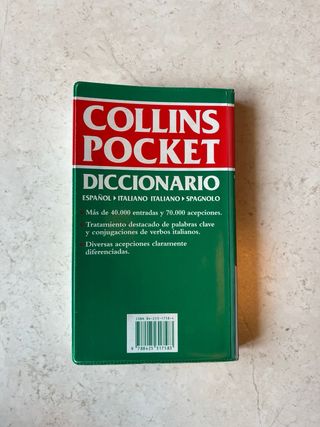 COLLINS
POCKET
DICCIONARIO
ESPAÑOL ▸ ITALIANO ITALIANO ▸ SPAGNOLO
• Más de 40.000 entradas y 70.000 acepciones.
• Tratamiento destacado de palabras clave
y conjugaciones de verbos italianos.
• Diversas acepciones claramente
diferenciadas.